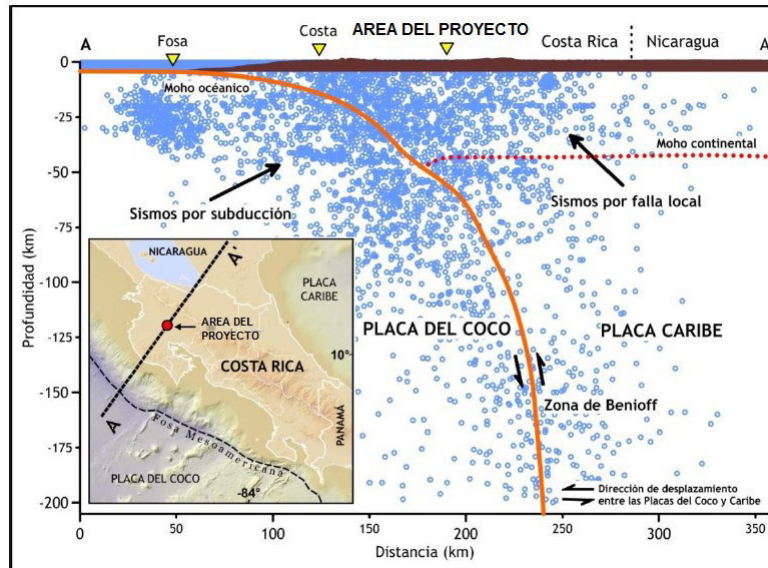 AREA DEL PROYECTO
Fosa
Costa
Costa Rica
Nicaragua
A
A
0
-25
-50
-75
-100
-125
-150
-175
-200
Profundidad (km)
Moho océanico
Moho continental
Sismos por subducción
Sismos por falla local
PLACA DEL COCO
PLACA CARIBE
Zona de Benioff
Dirección de desplazamiento
entre las Placas del Coco y Caribe
NICARAGUA
A'
PLACA
CARIBE
AREA DEL
PROYECTO
COSTA RICA
10°
PANAMÁ
A
Fosa Mesoamericana
PLACA DEL COCO
-84°
0
50
100
150
200
250
300
350
Distancia (km)